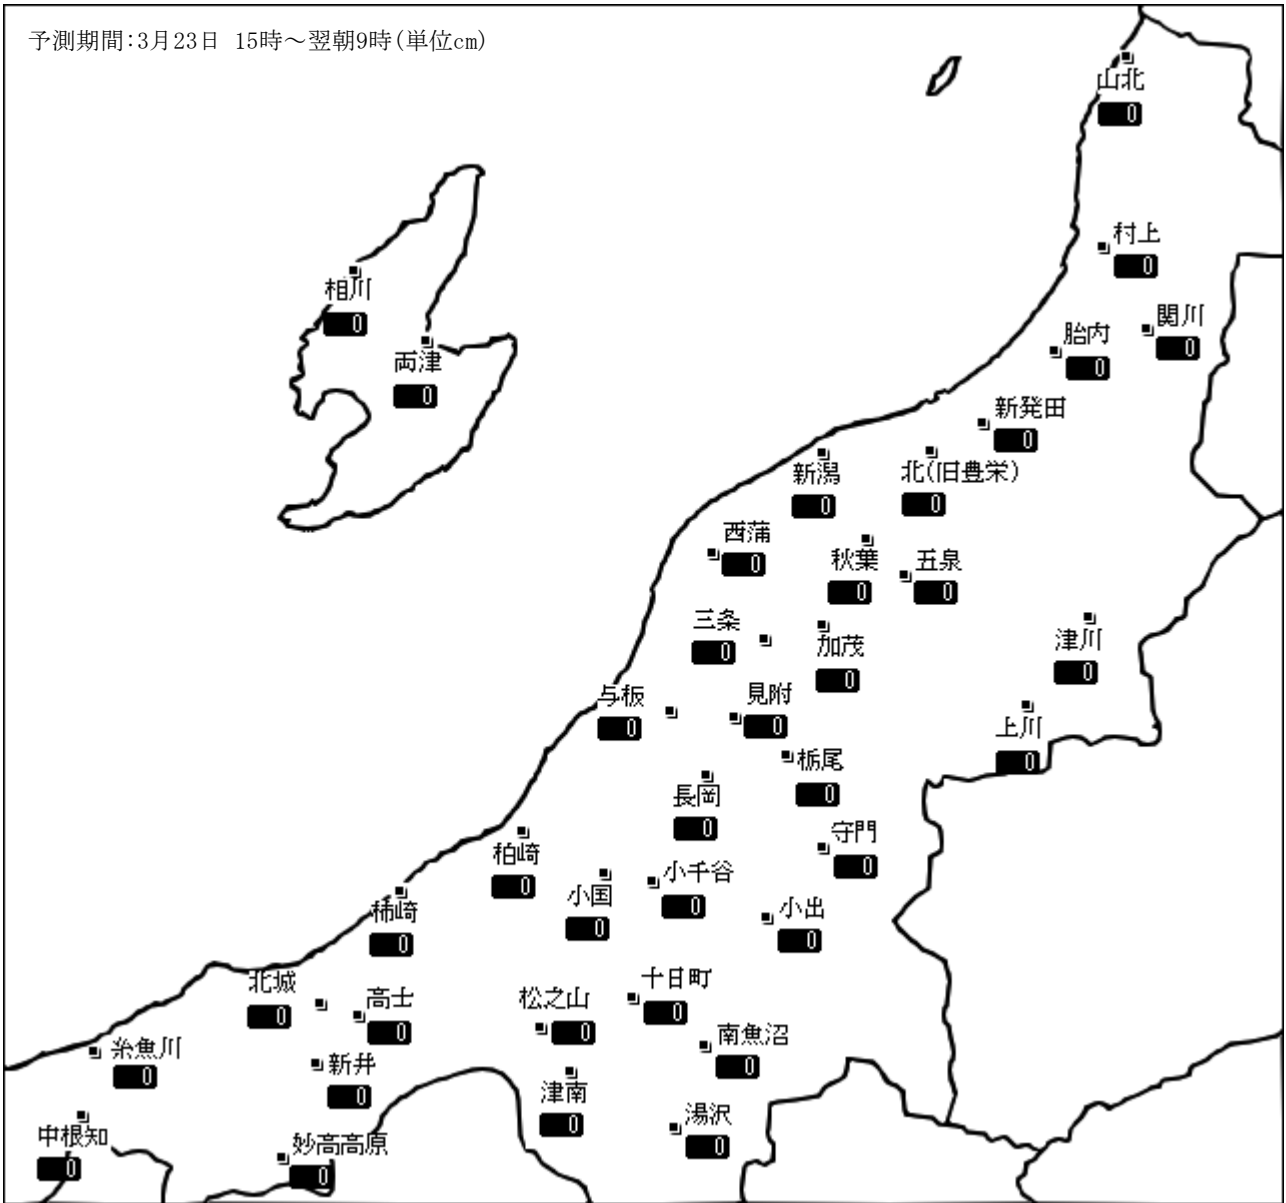 予測期間:3月23日 15時～翌朝9時(単位cm)
山北
0
村上
0
相川
0
関川
0
胎内
0
両津
0
新発田
0
新潟
0
北(旧豊栄)
0
西蒲
0
秋葉
0
五泉
0
三条
0
加茂
0
津川
0
与板
0
見附
0
上川
0
栃尾
0
長岡
0
守門
0
柏崎
0
小千谷
0
小国
0
小出
0
柿崎
0
北城
0
高士
0
松之山
0
十日町
0
南魚沼
0
糸魚川
0
新井
0
津南
0
湯沢
0
中根知
0
妙高高原
0